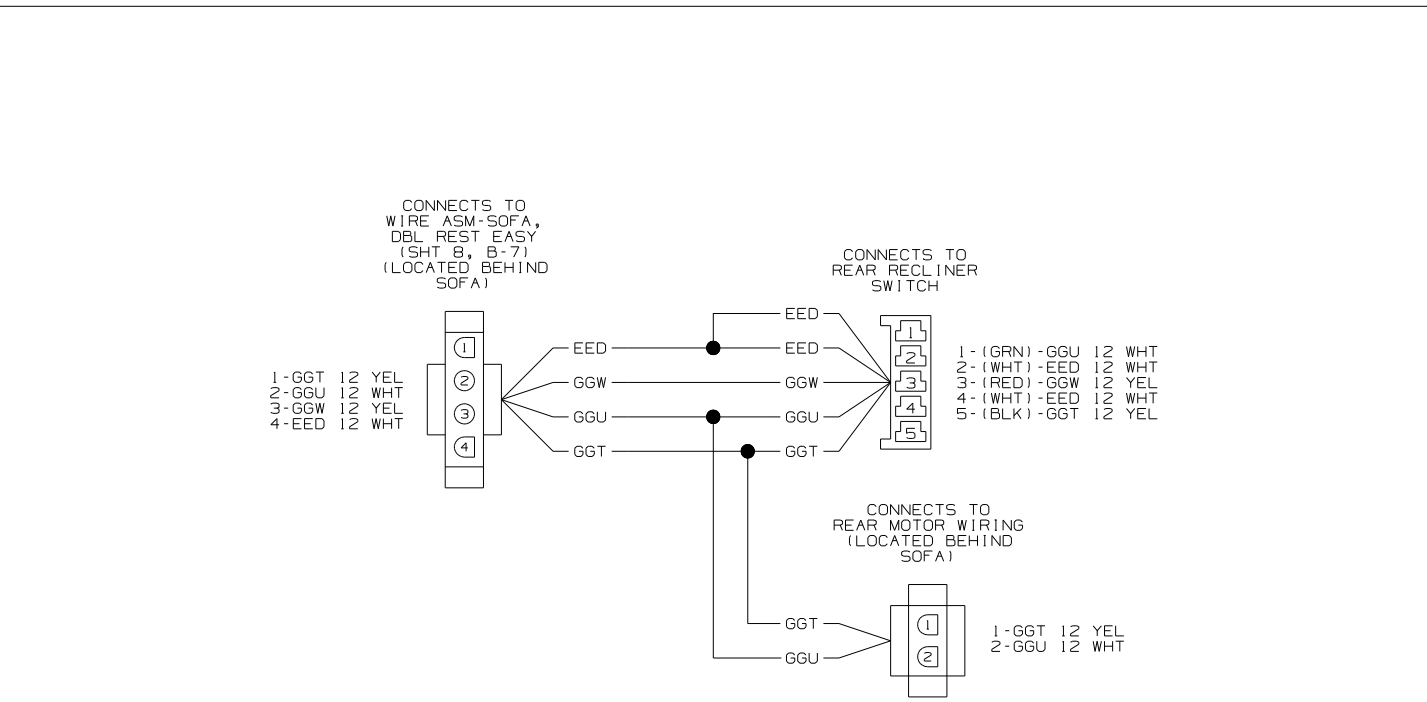 CONNECTS TO
WIRE ASM-SOFA,
DBL REST EASY
(SHT 8, B-7)
(LOCATED BEHIND
SOFA)
1-GGT 12 YEL
2-GGU 12 WHT
3-GGW 12 YEL
4-EED 12 WHT
1
2
3
4
EED
GGW
GGU
GGT
EED
EED
GGW
GGU
GGT
CONNECTS TO
REAR RECLINER
SWITCH
1
2
3
4
5
1-(GRN)-GGU 12 WHT
2-(WHT)-EED 12 WHT
3-(RED)-GGW 12 YEL
4-(WHT)-EED 12 WHT
5-(BLK)-GGT 12 YEL
CONNECTS TO
REAR MOTOR WIRING
(LOCATED BEHIND
SOFA)
GGT
GGU
1
2
1-GGT 12 YEL
2-GGU 12 WHT